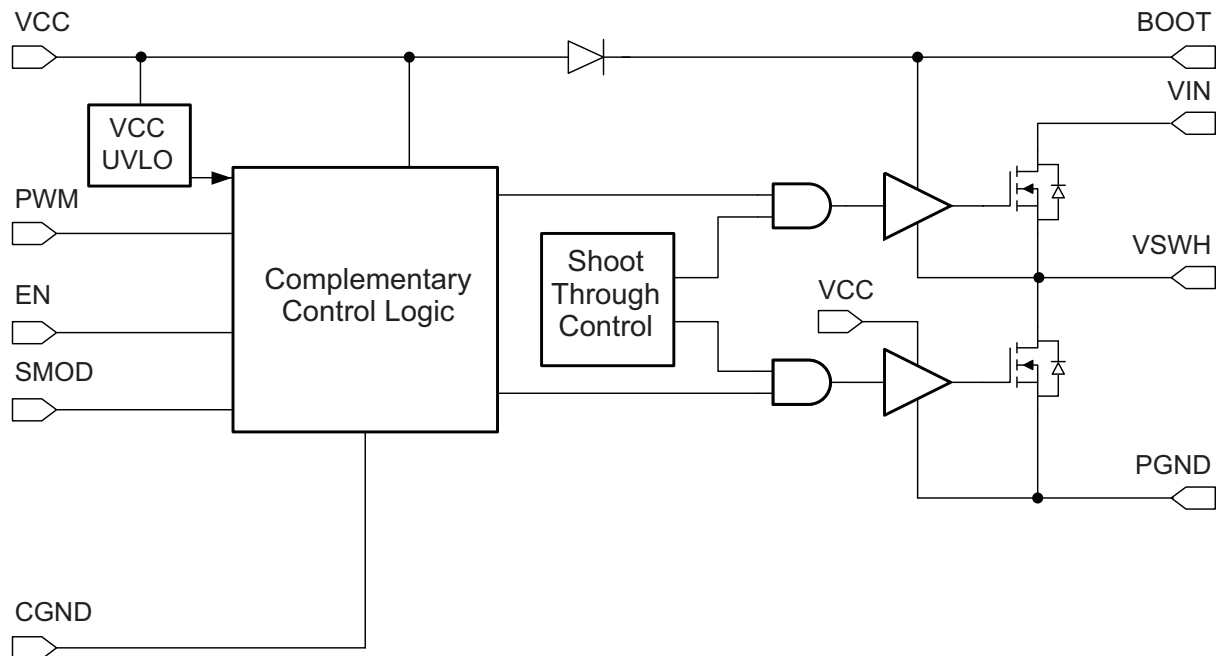 VCC
BOOT
VIN
VCC
UVLO
PWM
Complementary
Control Logic
Shoot
Through
Control
VSWH
EN
VCC
SMOD
PGND
CGND